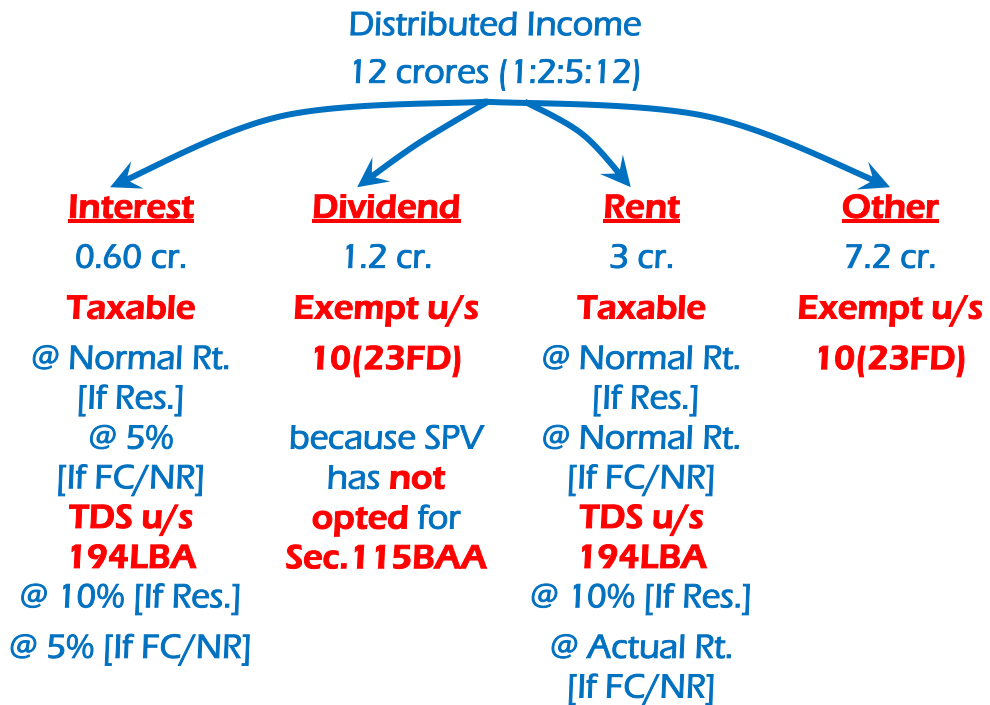 Distributed Income
12 crores (1:2:5:12)
Interest
0.60 cr.
Taxable
@ Normal Rt.
[If Res.]
@ 5%
[If FC/NR]
TDS u/s
194LBA
@ 10% [If Res.]
@ 5% [If FC/NR]
Dividend
1.2 cr.
Exempt u/s
10(23FD)
because SPV
has not
opted for
Sec.115BAA
Rent
3 cr.
Taxable
@ Normal Rt.
[If Res.]
@ Normal Rt.
[If FC/NR]
TDS u/s
194LBA
@ 10% [If Res.]
@ Actual Rt.
[If FC/NR]
Other
7.2 cr.
Exempt u/s
10(23FD)